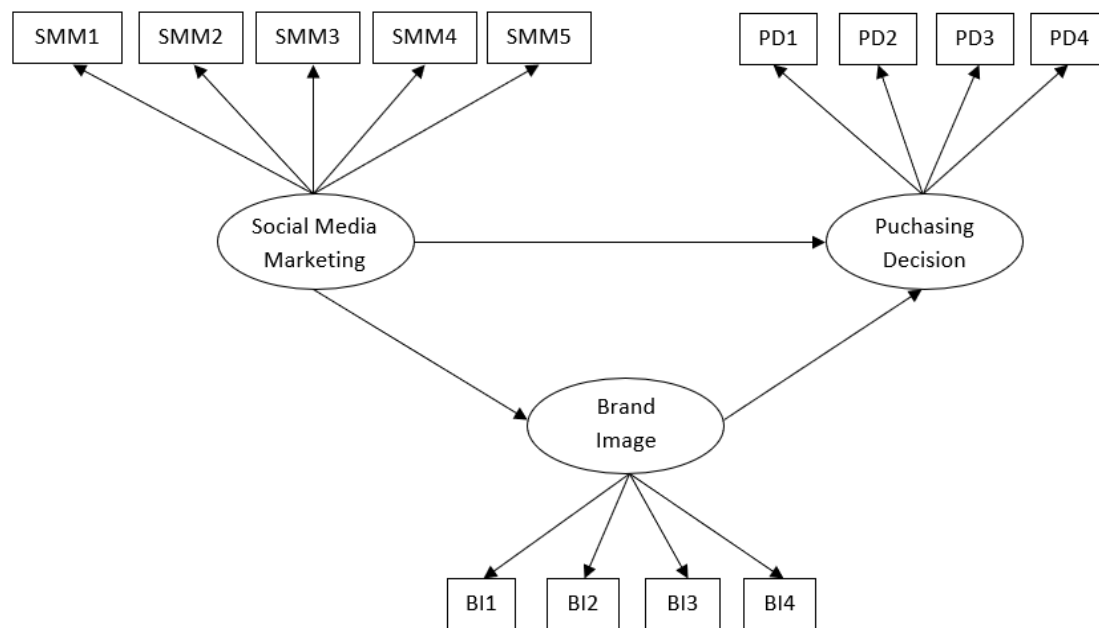 SMM1
SMM2
SMM3
SMM4
SMM5
PD1
PD2
PD3
PD4
Social Media
Marketing
Puchasing
Decision
Brand
Image
BI1
BI2
BI3
BI4